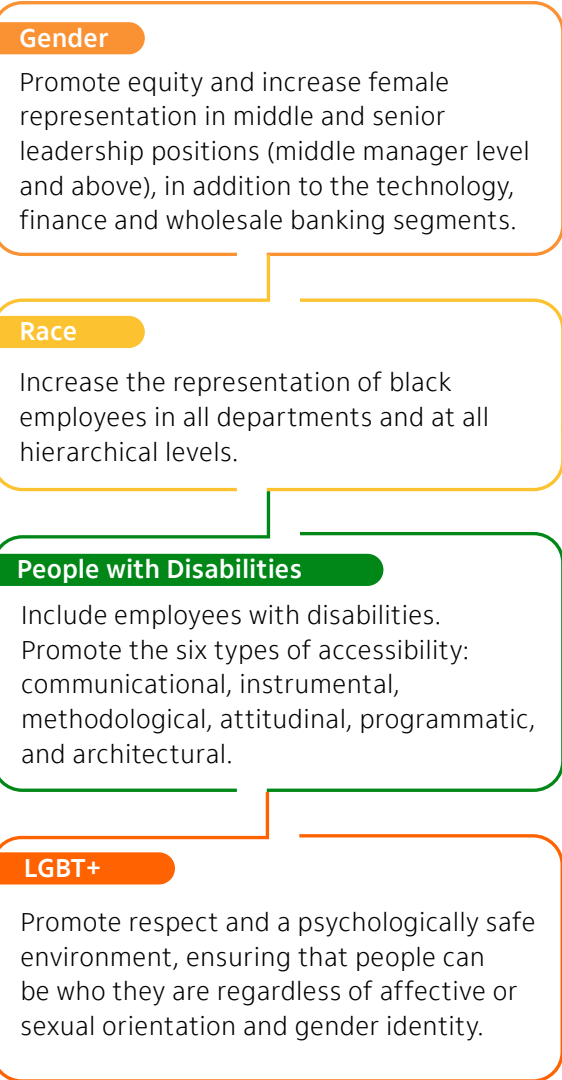 Gender
Promote equity and increase female
representation in middle and senior
leadership positions (middle manager level
and above), in addition to the technology,
finance and wholesale banking segments.
Race
Increase the representation of black
employees in all departments and at all
hierarchical levels.
People with Disabilities
Include employees with disabilities.
Promote the six types of accessibility:
communicational, instrumental,
methodological, attitudinal, programmatic,
and architectural.
LGBT+
Promote respect and a psychologically safe
environment, ensuring that people can
be who they are regardless of affective or
sexual orientation and gender identity.